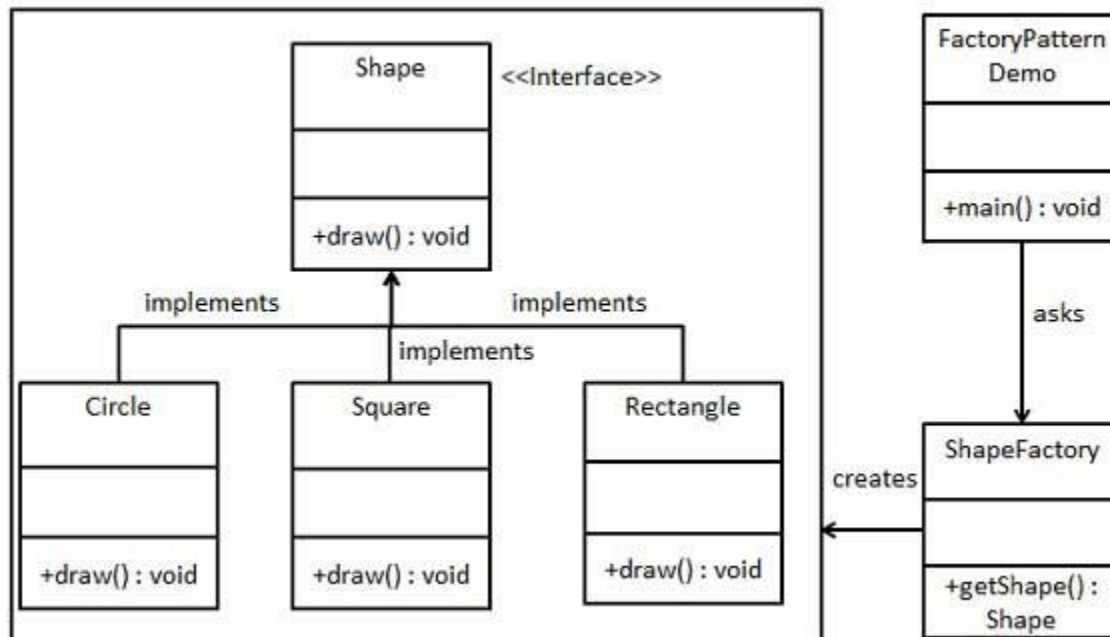 Shape
<<Interface>>
+draw() : void
implements
implements
implements
Circle
+draw() : void
Square
+draw() : void
Rectangle
+draw() : void
FactoryPattern
Demo
+main() : void
asks
ShapeFactory
creates
+getShape() :
Shape